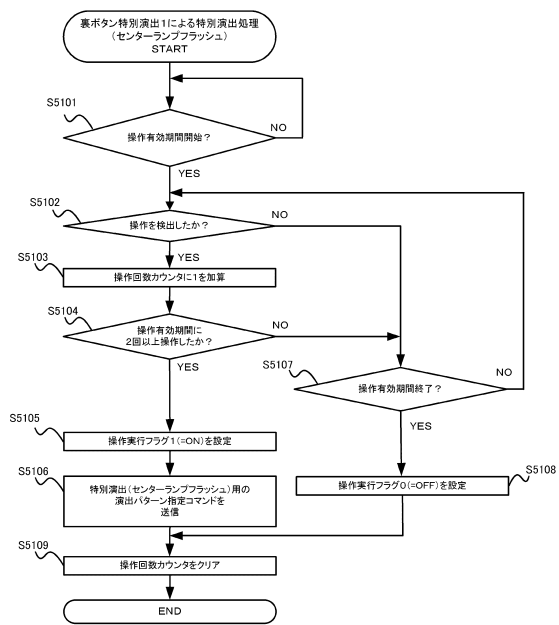 裏ボタン特別演出1による特別演出処理
(センターランプフラッシュ)
START
S5101
操作有効期間開始?
NO
YES
S5102
操作を検出したか?
NO
YES
S5103
操作回数カウンタに1を加算
S5104
操作有効期間に
2回以上操作したか?
NO
YES
S5107
操作有効期間終了?
NO
YES
S5105
操作実行フラグ1(=ON)を設定
S5106
特別演出(センターランプフラッシュ)用の
演出パターン指定コマンドを
送信
S5108
操作実行フラグ0(=OFF)を設定
S5109
操作回数カウンタをクリア
END